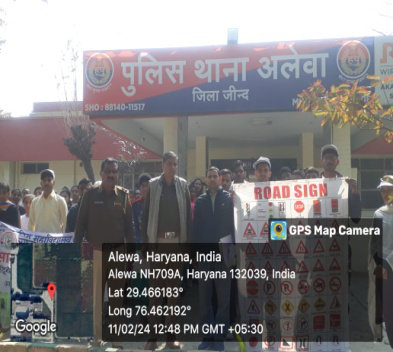 पुलिस थाना अलेवा
जिला जीन्द
SHO : 88140-11517
ROAD SIGN
GPS Map Camera
Alewa, Haryana, India
Alewa NH709A, Haryana 132039, India
Lat 29.466183°
Long 76.462192°
11/02/24 12:48 PM GMT +05:30
Google